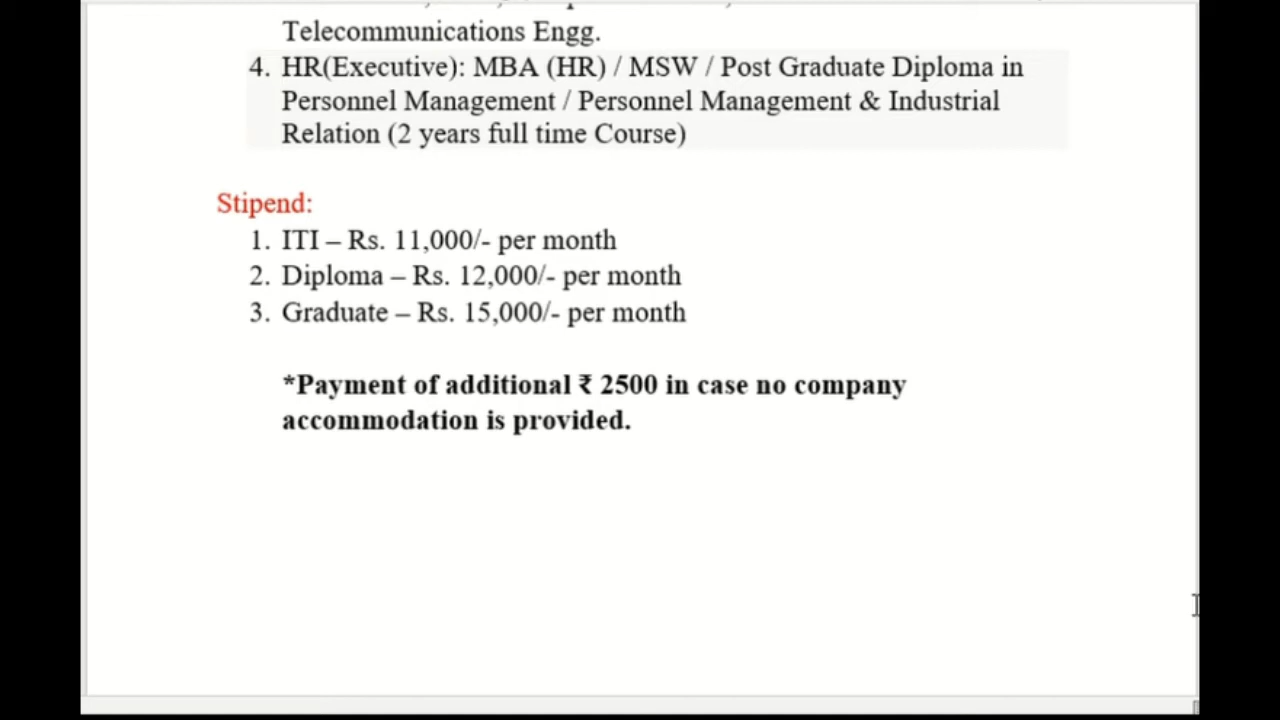 Telecommunications Engg.
4. HR(Executive): MBA (HR) / MSW / Post Graduate Diploma in
Personnel Management / Personnel Management & Industrial
Relation (2 years full time Course)
Stipend:
1. ITI – Rs. 11,000/- per month
2. Diploma – Rs. 12,000/- per month
3. Graduate – Rs. 15,000/- per month
*Payment of additional ₹ 2500 in case no company
accommodation is provided.